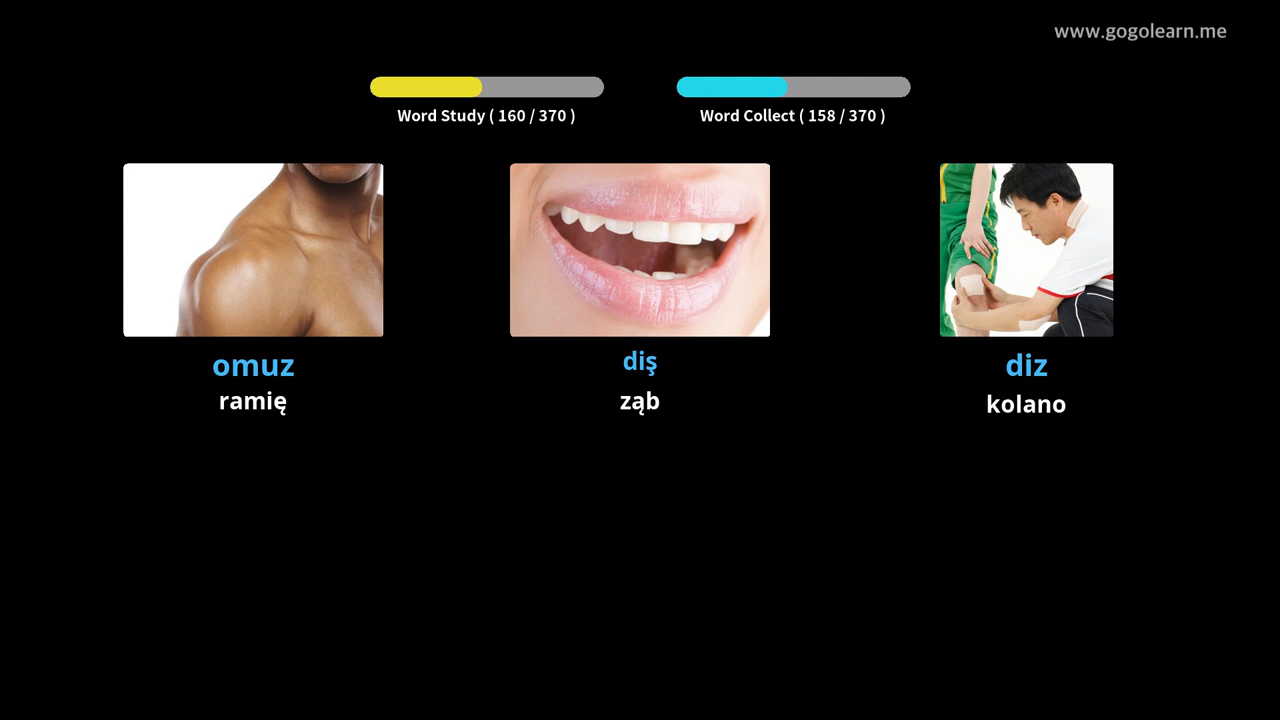 www.gogolearn.me
Word Study ( 160 / 370 )
Word Collect ( 158 / 370 )
omuz
ramię
diş
ząb
diz
kolano